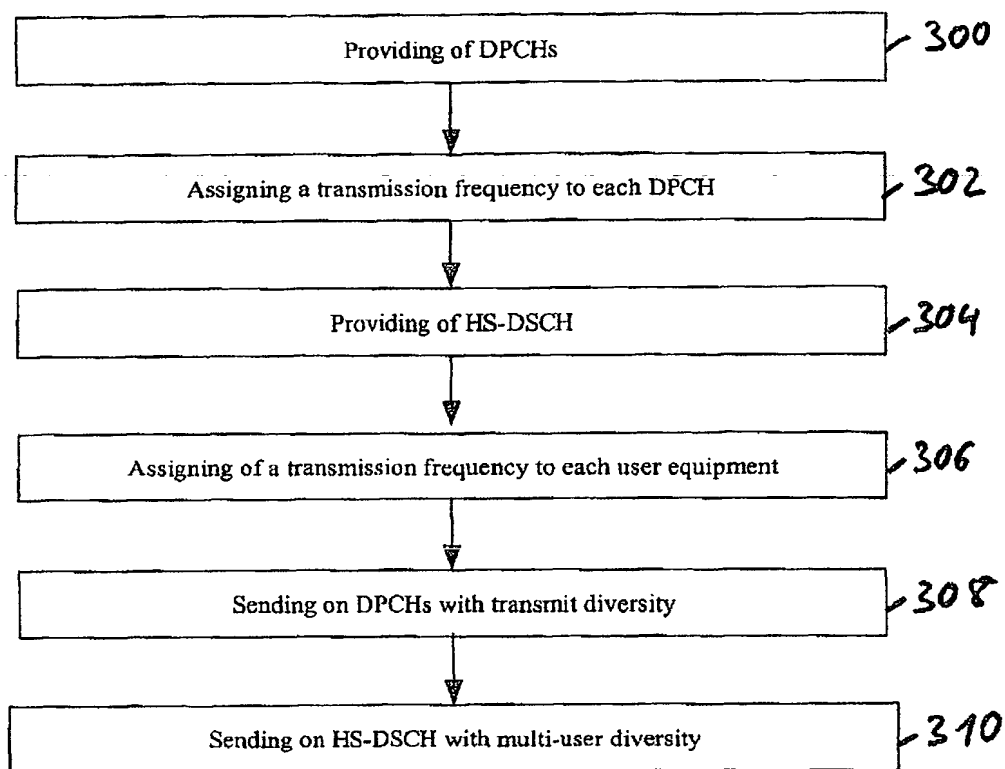 Providing of DPCHs 300
Assigning a transmission frequency to each DPCH 302
Providing of HS-DSCH 304
Assigning of a transmission frequency to each user equipment 306
Sending on DPCHs with transmit diversity 308
Sending on HS-DSCH with multi-user diversity 310